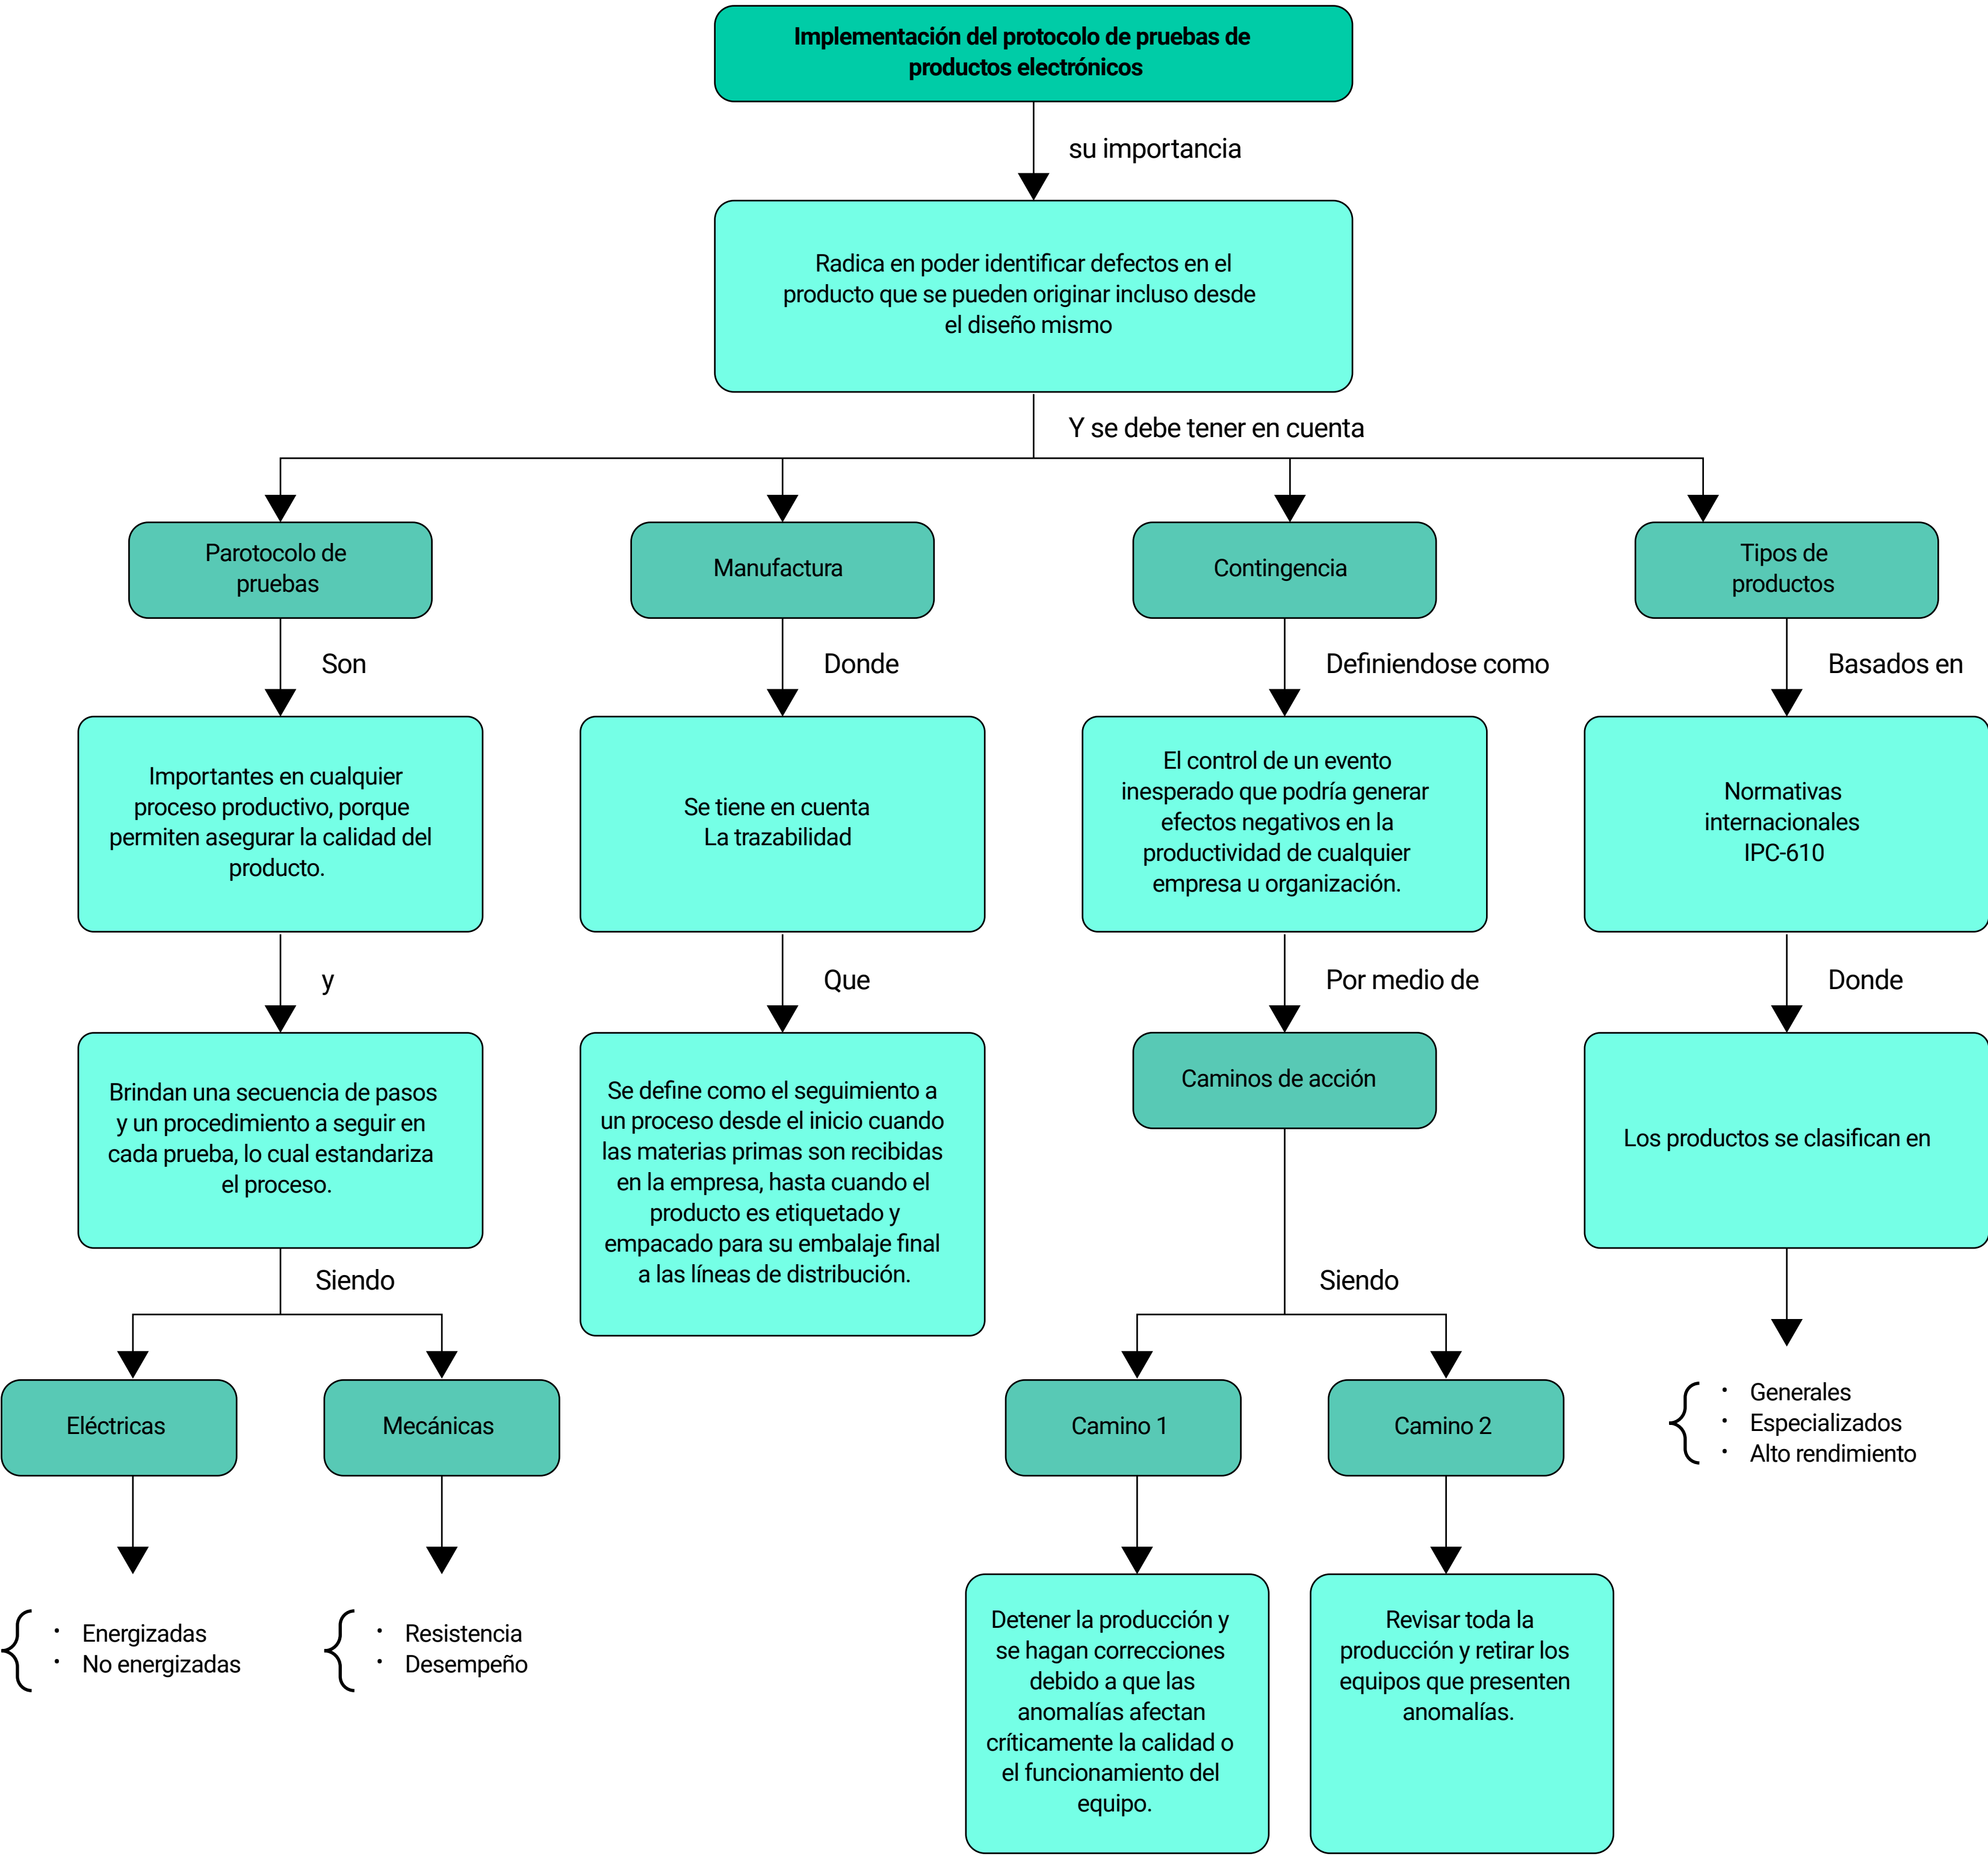 Implementación del protocolo de pruebas de
productos electrónicos
su importancia
Radica en poder identificar defectos en el
producto que se pueden originar incluso desde
el diseño mismo
Y se debe tener en cuenta
Parotocolo de
pruebas
Manufactura
Contingencia
Tipos de
productos
Son
Donde
Definiendose como
Basados en
Importantes en cualquier
proceso productivo, porque
permiten asegurar la calidad del
producto.
Se tiene en cuenta
La trazabilidad
El control de un evento
inesperado que podría generar
efectos negativos en la
productividad de cualquier
empresa u organización.
Normativas
internacionales
IPC-610
y
Que
Por medio de
Donde
Brindan una secuencia de pasos
y un procedimiento a seguir en
cada prueba, lo cual estandariza
el proceso.
Se define como el seguimiento a
un proceso desde el inicio cuando
las materias primas son recibidas
en la empresa, hasta cuando el
producto es etiquetado y
empacado para su embalaje final
a las líneas de distribución.
Caminos de acción
Los productos se clasifican en
Siendo
Siendo
Eléctricas
Mecánicas
Camino 1
Camino 2
· Generales
· Especializados
· Alto rendimiento
· Energizadas
· No energizadas
· Resistencia
· Desempeño
Detener la producción y
se hagan correcciones
debido a que las
anomalías afectan
críticamente la calidad o
el funcionamiento del
equipo.
Revisar toda la
producción y retirar los
equipos que presenten
anomalías.